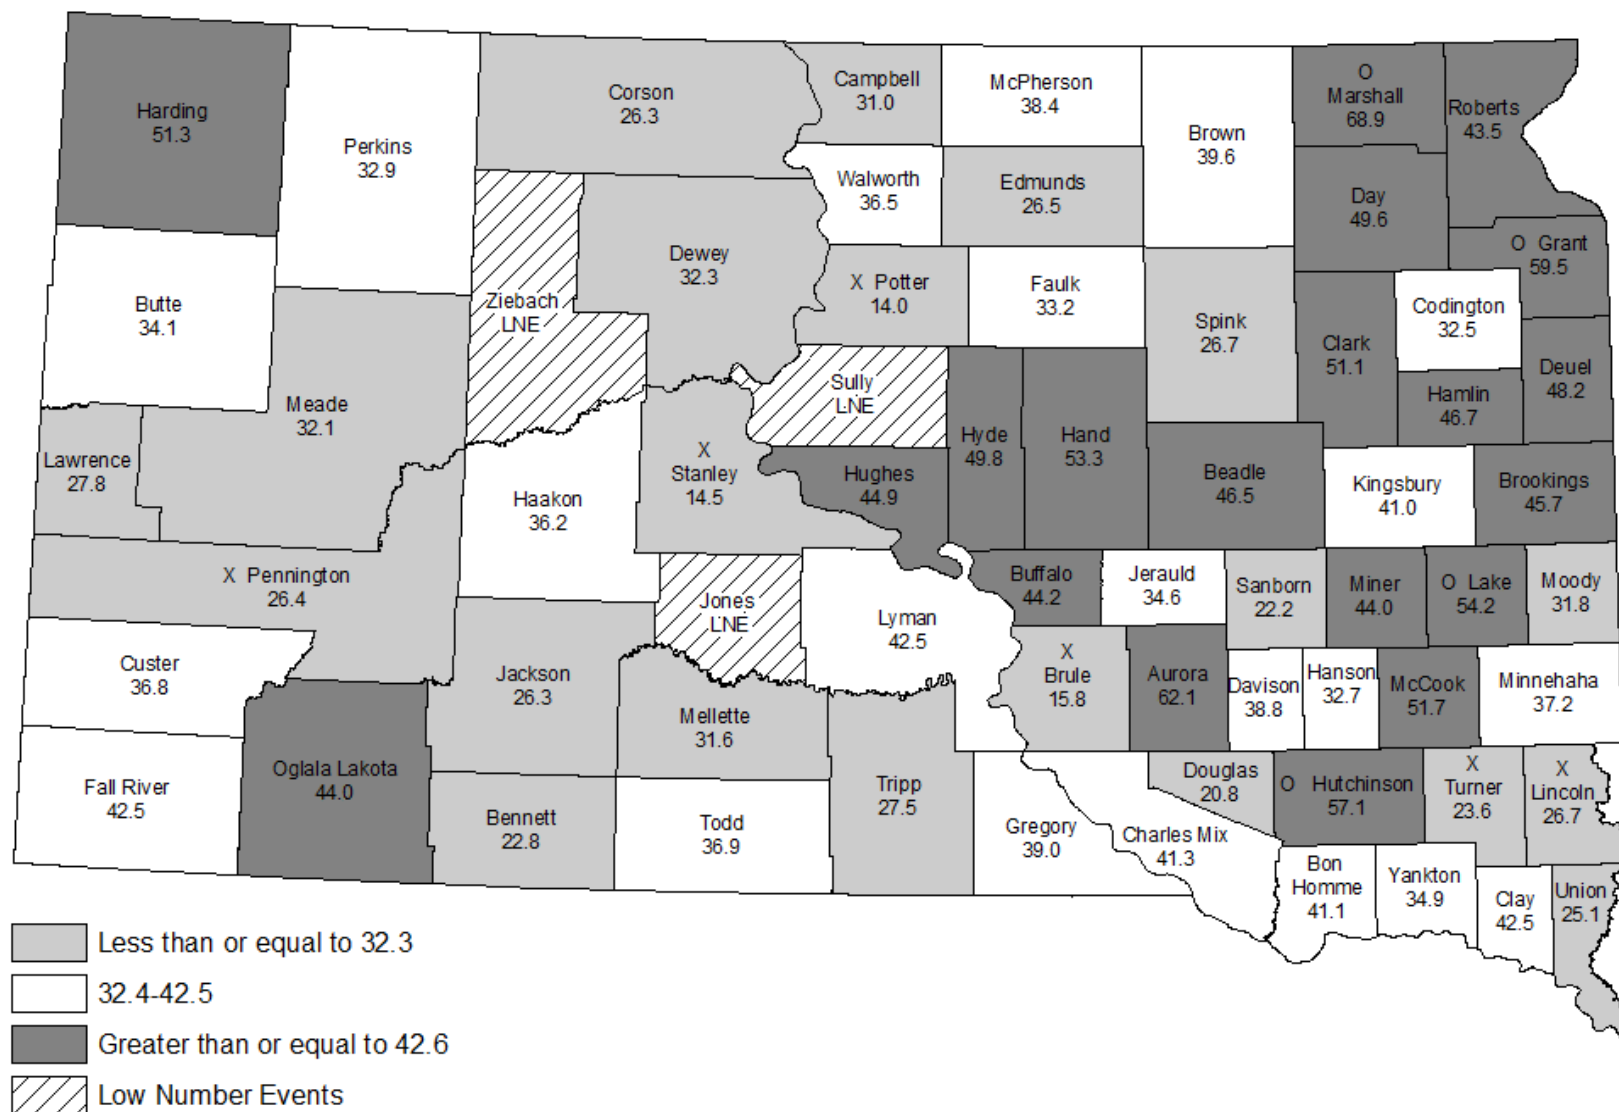 Harding
51.3
Perkins
32.9
Corson
26.3
Campbell
31.0
McPherson
38.4
Brown
39.6
O
Marshall
68.9
Roberts
43.5
Walworth
36.5
Edmunds
26.5
Day
49.6
O Grant
59.5
Butte
34.1
Ziebach
LNE
Dewey
32.3
X Potter
14.0
Faulk
33.2
Spink
26.7
Clark
51.1
Codington
32.5
Deuel
48.2
Hamlin
46.7
Meade
32.1
Sully
LNE
Hyde
49.8
Hand
53.3
Lawrence
27.8
X
Stanley
14.5
Hughes
44.9
Beadle
46.5
Kingsbury
41.0
Brookings
45.7
Haakon
36.2
X Pennington
26.4
Jones
LNE
Lyman
42.5
Buffalo
44.2
Jerauld
34.6
Sanborn
22.2
Miner
44.0
O Lake
54.2
Moody
31.8
Custer
36.8
Jackson
26.3
Mellette
31.6
X
Brule
15.8
Aurora
62.1
Davison
38.8
Hanson
32.7
McCook
51.7
Minnehaha
37.2
Fall River
42.5
Oglala Lakota
44.0
Bennett
22.8
Todd
36.9
Tripp
27.5
Gregory
39.0
Charles Mix
41.3
Douglas
20.8
O Hutchinson
57.1
X
Turner
23.6
X
Lincoln
26.7
Bon
Homme
41.1
Yankton
34.9
Clay
42.5
Union
25.1
Less than or equal to 32.3
32.4-42.5
Greater than or equal to 42.6
Low Number Events